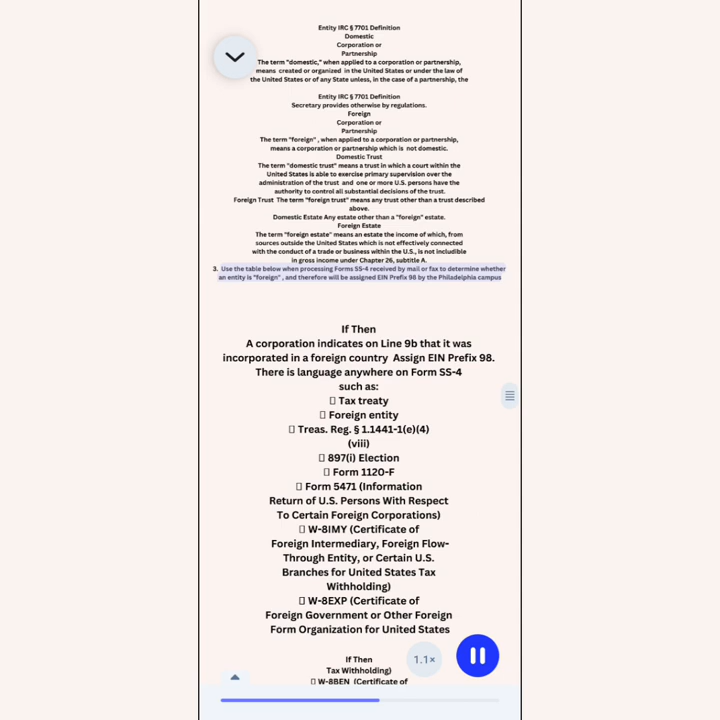 Entity IRC § 7701 Definition
Domestic
Corporation or
Partnership
The term "domestic," when applied to a corporation or partnership,
means created or organized in the United States or under the law of
the United States or of any State unless, in the case of a partnership, the
Entity IRC § 7701 Definition
Secretary provides otherwise by regulations.
Foreign
Corporation or
Partnership
The term "foreign" , when applied to a corporation or partnership,
means a corporation or partnership which is not domestic.
Domestic Trust
The term "domestic trust" means a trust in which a court within the
United States is able to exercise primary supervision over the
administration of the trust and one or more U.S. persons have the
authority to control all substantial decisions of the trust.
Foreign Trust The term "foreign trust" means any trust other than a trust described
above.
Domestic Estate Any estate other than a "foreign" estate.
Foreign Estate
The term "foreign estate" means an estate the income of which, from
sources outside the United States which is not effectively connected
with the conduct of a trade or business within the U.S., is not includible
in gross income under Chapter 26, subtitle A.
3. Use the table below when processing Forms SS-4 received by mail or fax to determine whether
an entity is "foreign" , and therefore will be assigned EIN Prefix 98 by the Philadelphia campus
If Then
A corporation indicates on Line 9b that it was
incorporated in a foreign country Assign EIN Prefix 98.
There is language anywhere on Form SS-4
such as:
▯ Tax treaty
▯ Foreign entity
▯ Treas. Reg. § 1.1441-1(e)(4)
(viii)
▯ 897(i) Election
▯ Form 1120-F
▯ Form 5471 (Information
Return of U.S. Persons With Respect
To Certain Foreign Corporations)
▯ W-8IMY (Certificate of
Foreign Intermediary, Foreign Flow-
Through Entity, or Certain U.S.
Branches for United States Tax
Withholding)
▯ W-8EXP (Certificate of
Foreign Government or Other Foreign
Form Organization for United States
If Then
Tax Withholding)
▯ W-8BEN (Certificate of
1.1×